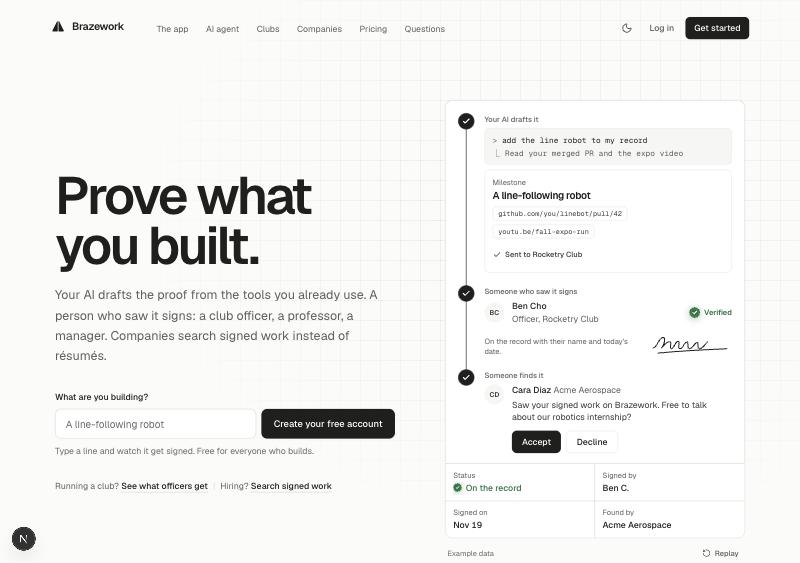 Brazework
The app
AI agent
Clubs
Companies
Pricing
Questions
Log in
Get started
Prove what
you built.
Your AI drafts the proof from the tools you already use. A
person who saw it signs: a club officer, a professor, a
manager. Companies search signed work instead of
résumés.
What are you building?
A line-following robot
Create your free account
Type a line and watch it get signed. Free for everyone who builds.
Running a club? See what officers get | Hiring? Search signed work
N
Your AI drafts it
> add the line robot to my record
⎿ Read your merged PR and the expo video
Milestone
A line-following robot
github.com/you/linebot/pull/42
youtu.be/fall-expo-run
Sent to Rocketry Club
Someone who saw it signs
BC
Ben Cho
Officer, Rocketry Club
Verified
On the record with their name and today's
date.
Someone finds it
CD
Cara Diaz Acme Aerospace
Saw your signed work on Brazework. Free to talk
about our robotics internship?
Accept
Decline
Status
On the record
Signed by
Ben C.
Signed on
Nov 19
Found by
Acme Aerospace
Example data
Replay